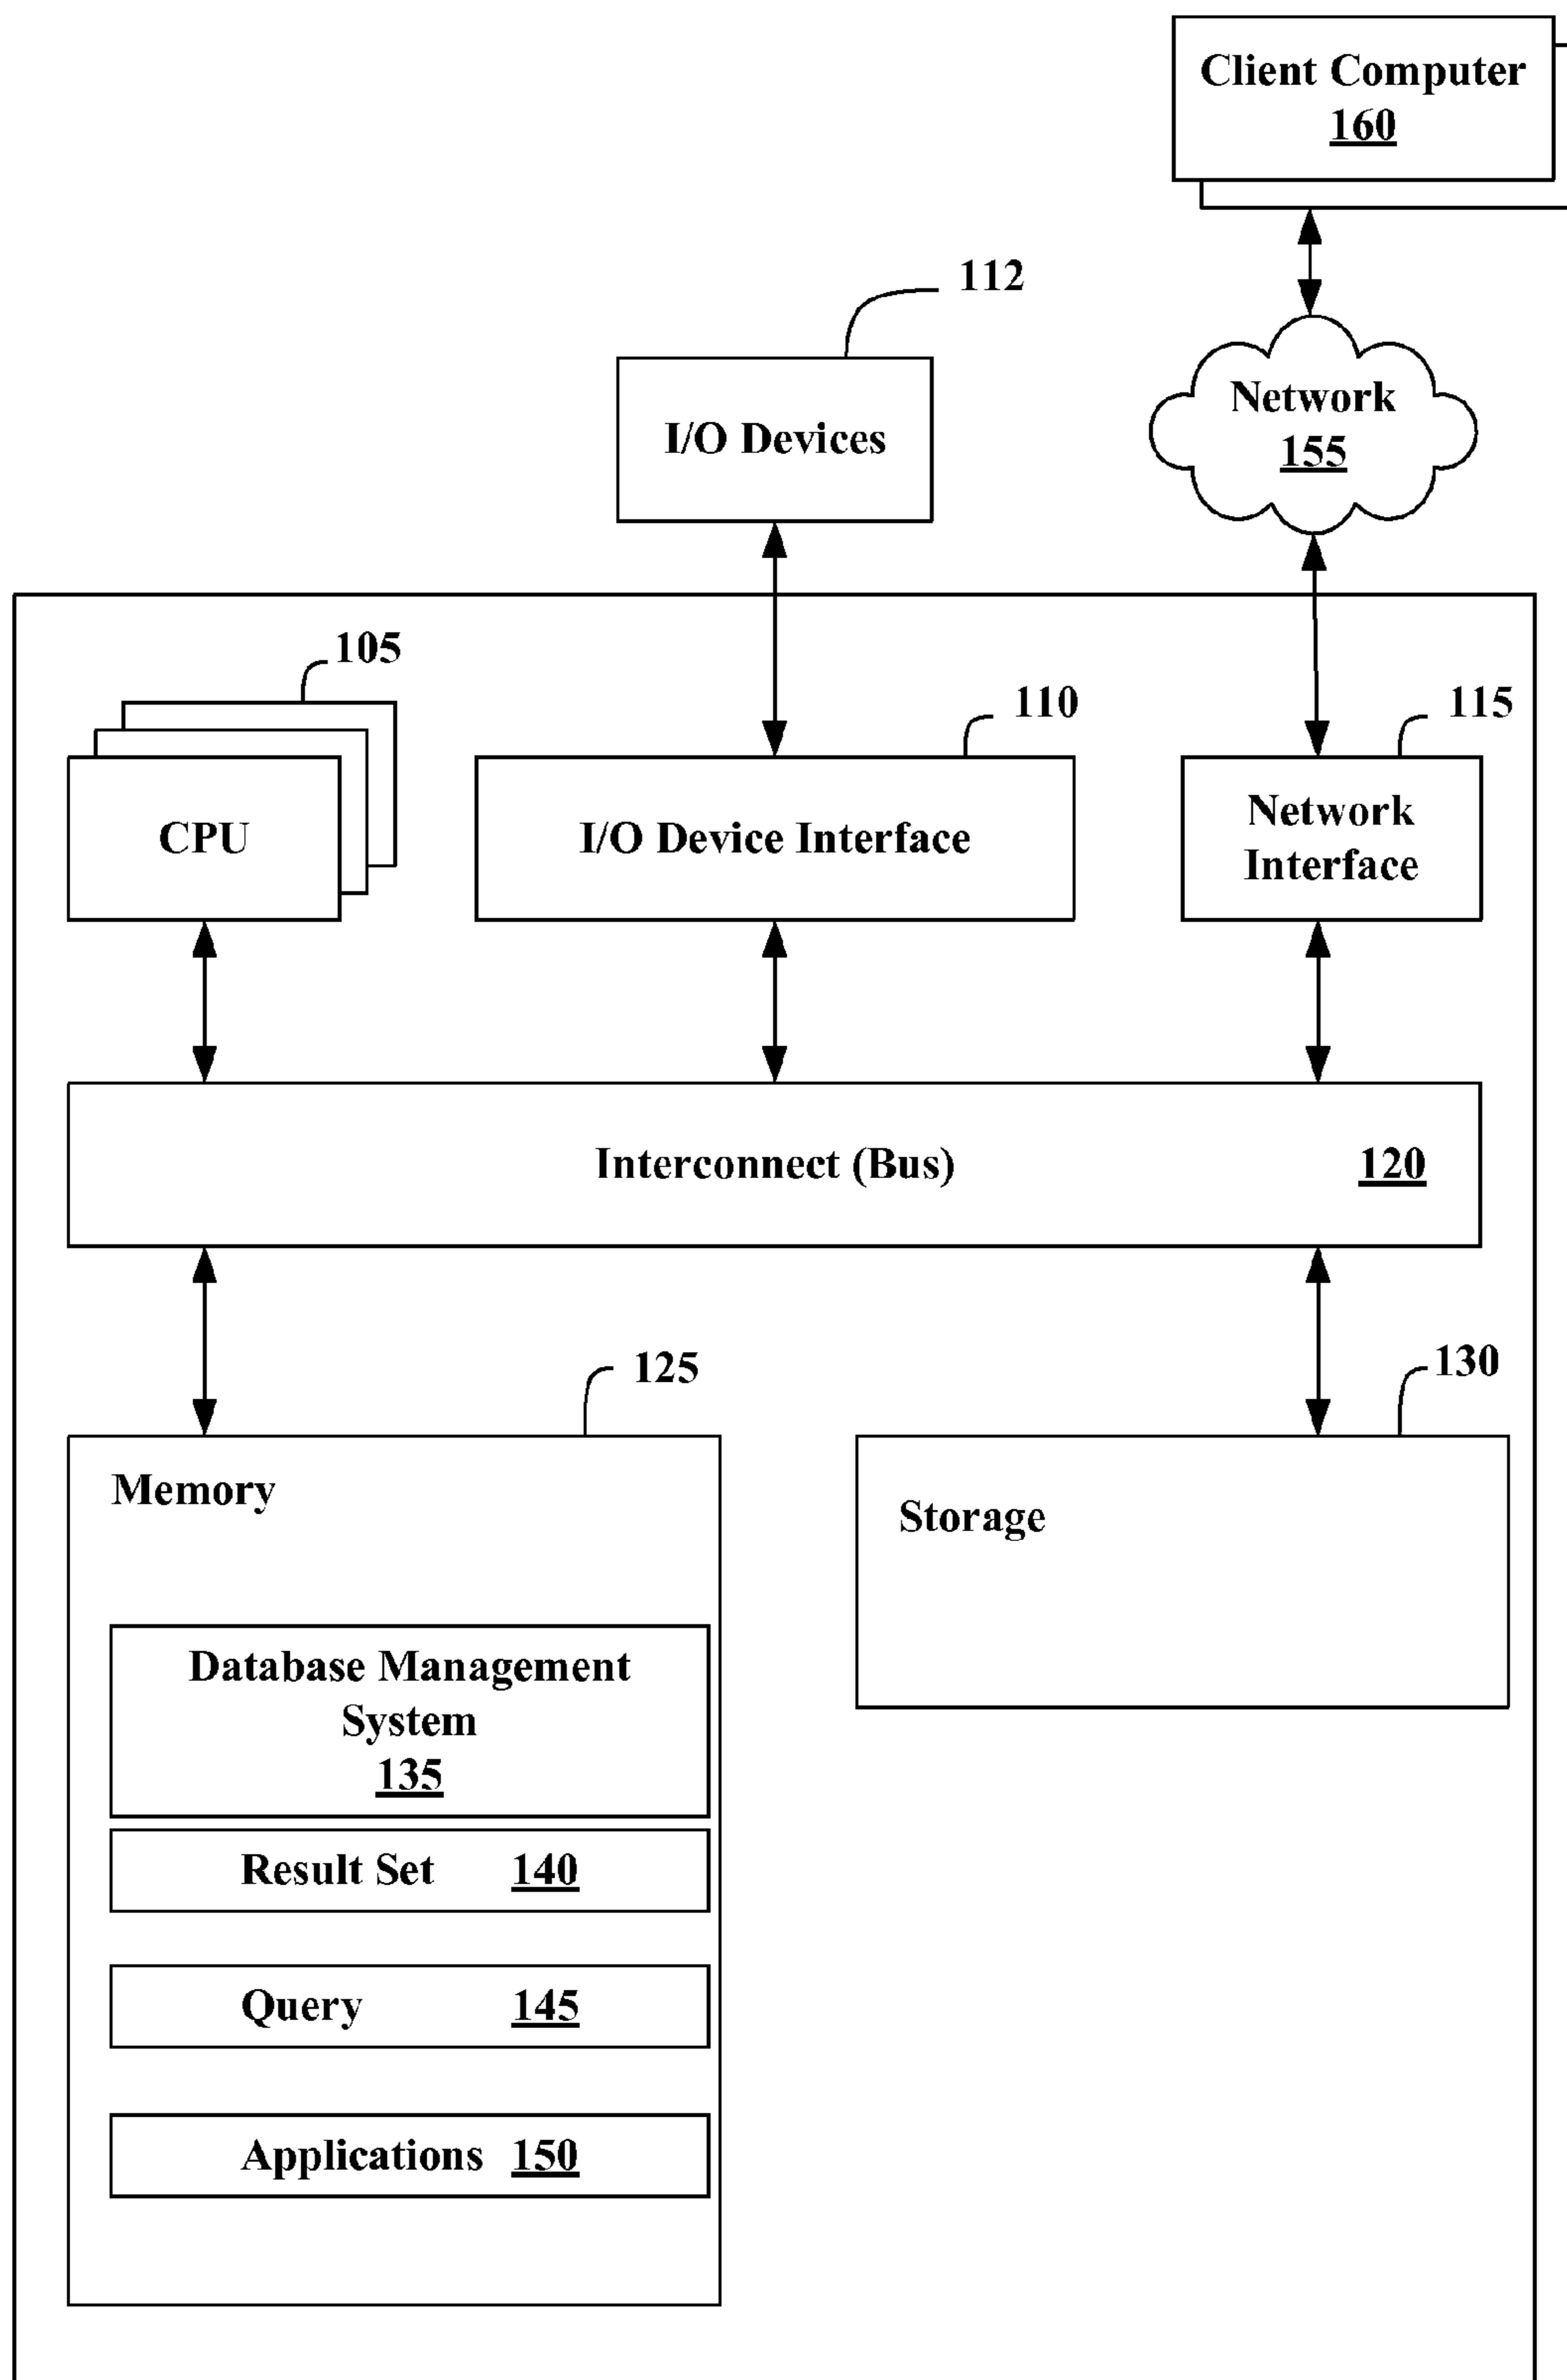 Client Computer
160
112
I/O Devices
Network
155
105
110
115
CPU
I/O Device Interface
Network
Interface
Interconnect (Bus) 120
125
130
Memory
Storage
Database Management
System
135
Result Set 140
Query 145
Applications 150